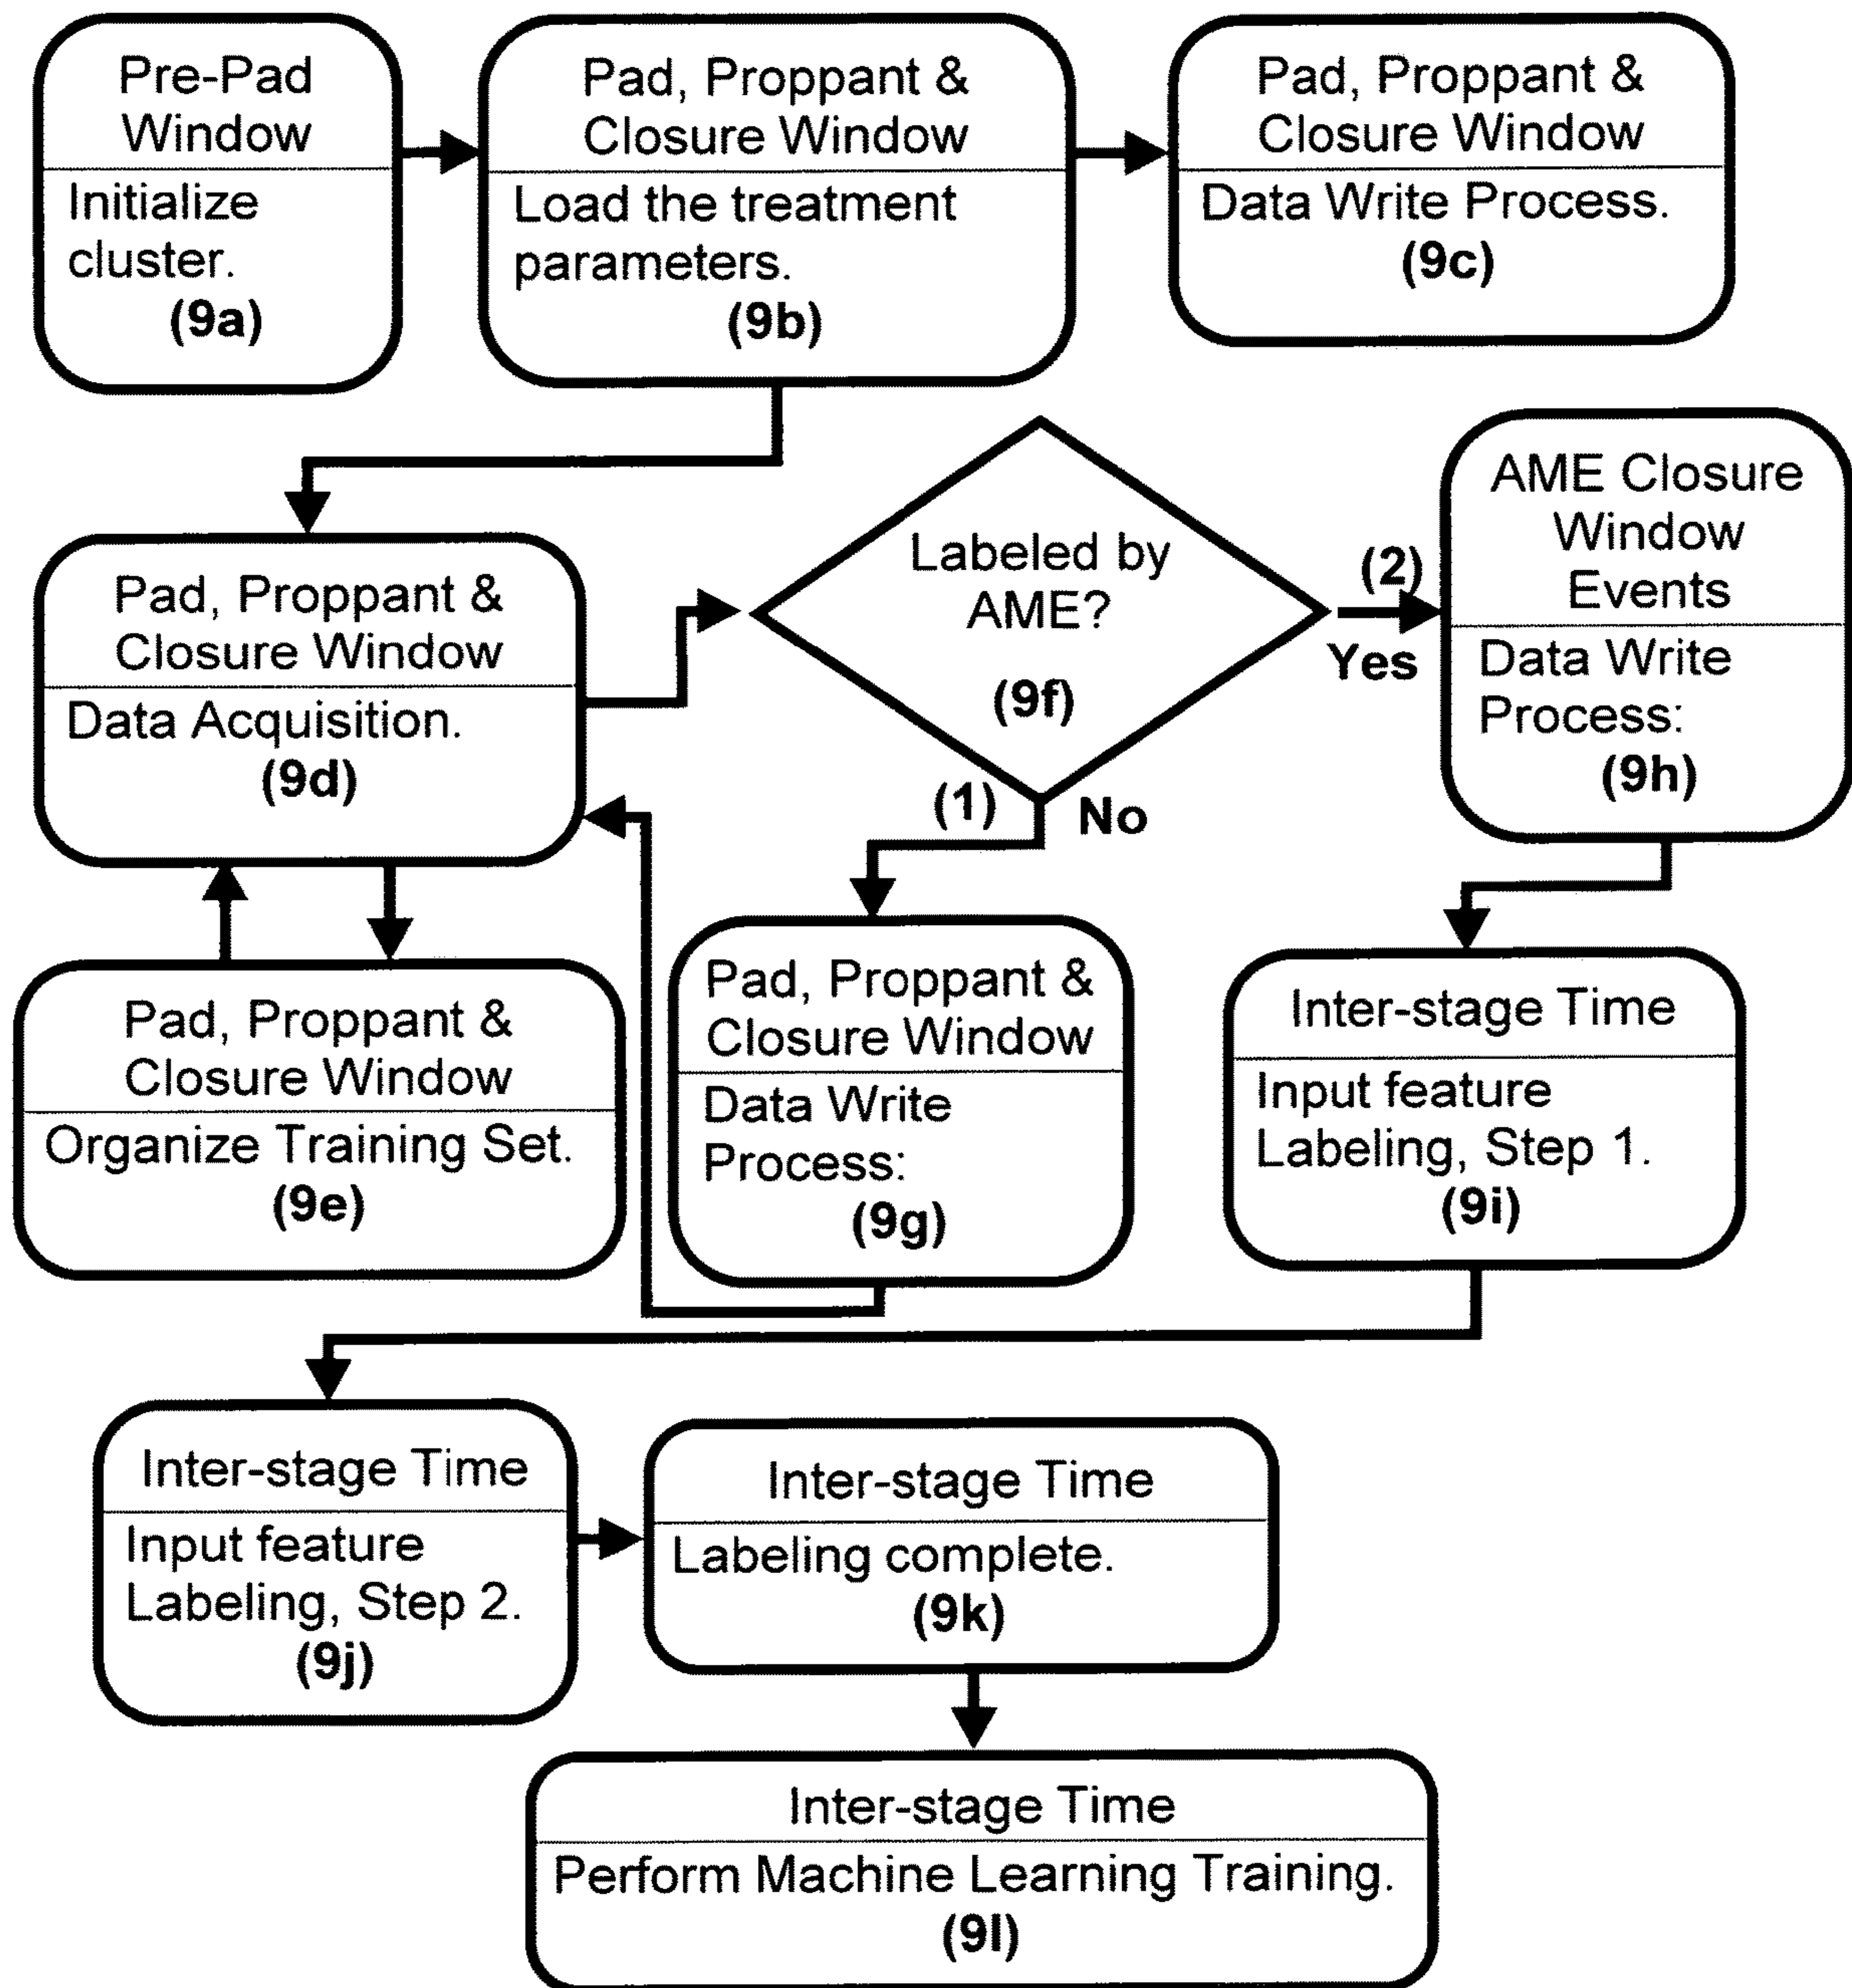 Pre-Pad
Window
Initialize
cluster.
(9a)
Pad, Proppant &
Closure Window
Load the treatment
parameters.
(9b)
Pad, Proppant &
Closure Window
Data Write Process.
(9c)
Pad, Proppant &
Closure Window
Data Acquisition.
(9d)
Labeled by
AME?
(9f)
(2)
Yes
(1)
No
AME Closure
Window
Events
Data Write
Process:
(9h)
Pad, Proppant &
Closure Window
Organize Training Set.
(9e)
Pad, Proppant &
Closure Window
Data Write
Process:
(9g)
Inter-stage Time
Input feature
Labeling, Step 1.
(9i)
Inter-stage Time
Input feature
Labeling, Step 2.
(9j)
Inter-stage Time
Labeling complete.
(9k)
Inter-stage Time
Perform Machine Learning Training.
(9l)